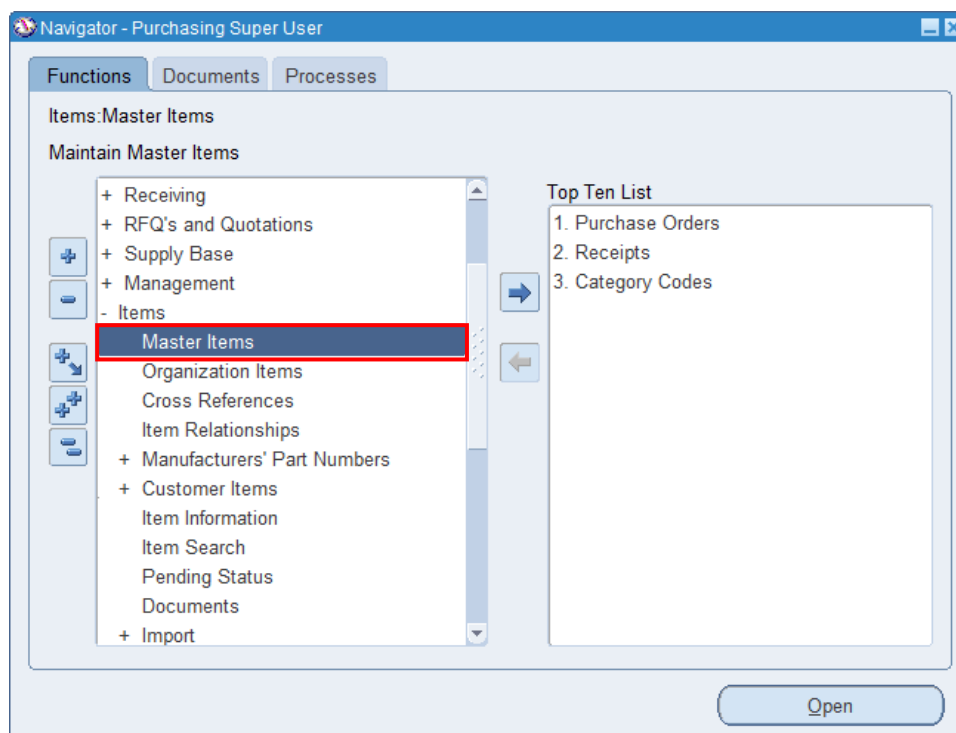 Navigator - Purchasing Super User
Functions Documents Processes
Items:Master Items
Maintain Master Items
+ Receiving
+ RFQ's and Quotations
+ Supply Base
+ Management
- Items
Master Items
Organization Items
Cross References
Item Relationships
+ Manufacturers' Part Numbers
+ Customer Items
Item Information
Item Search
Pending Status
Documents
+ Import
Top Ten List
1. Purchase Orders
2. Receipts
3. Category Codes
Open